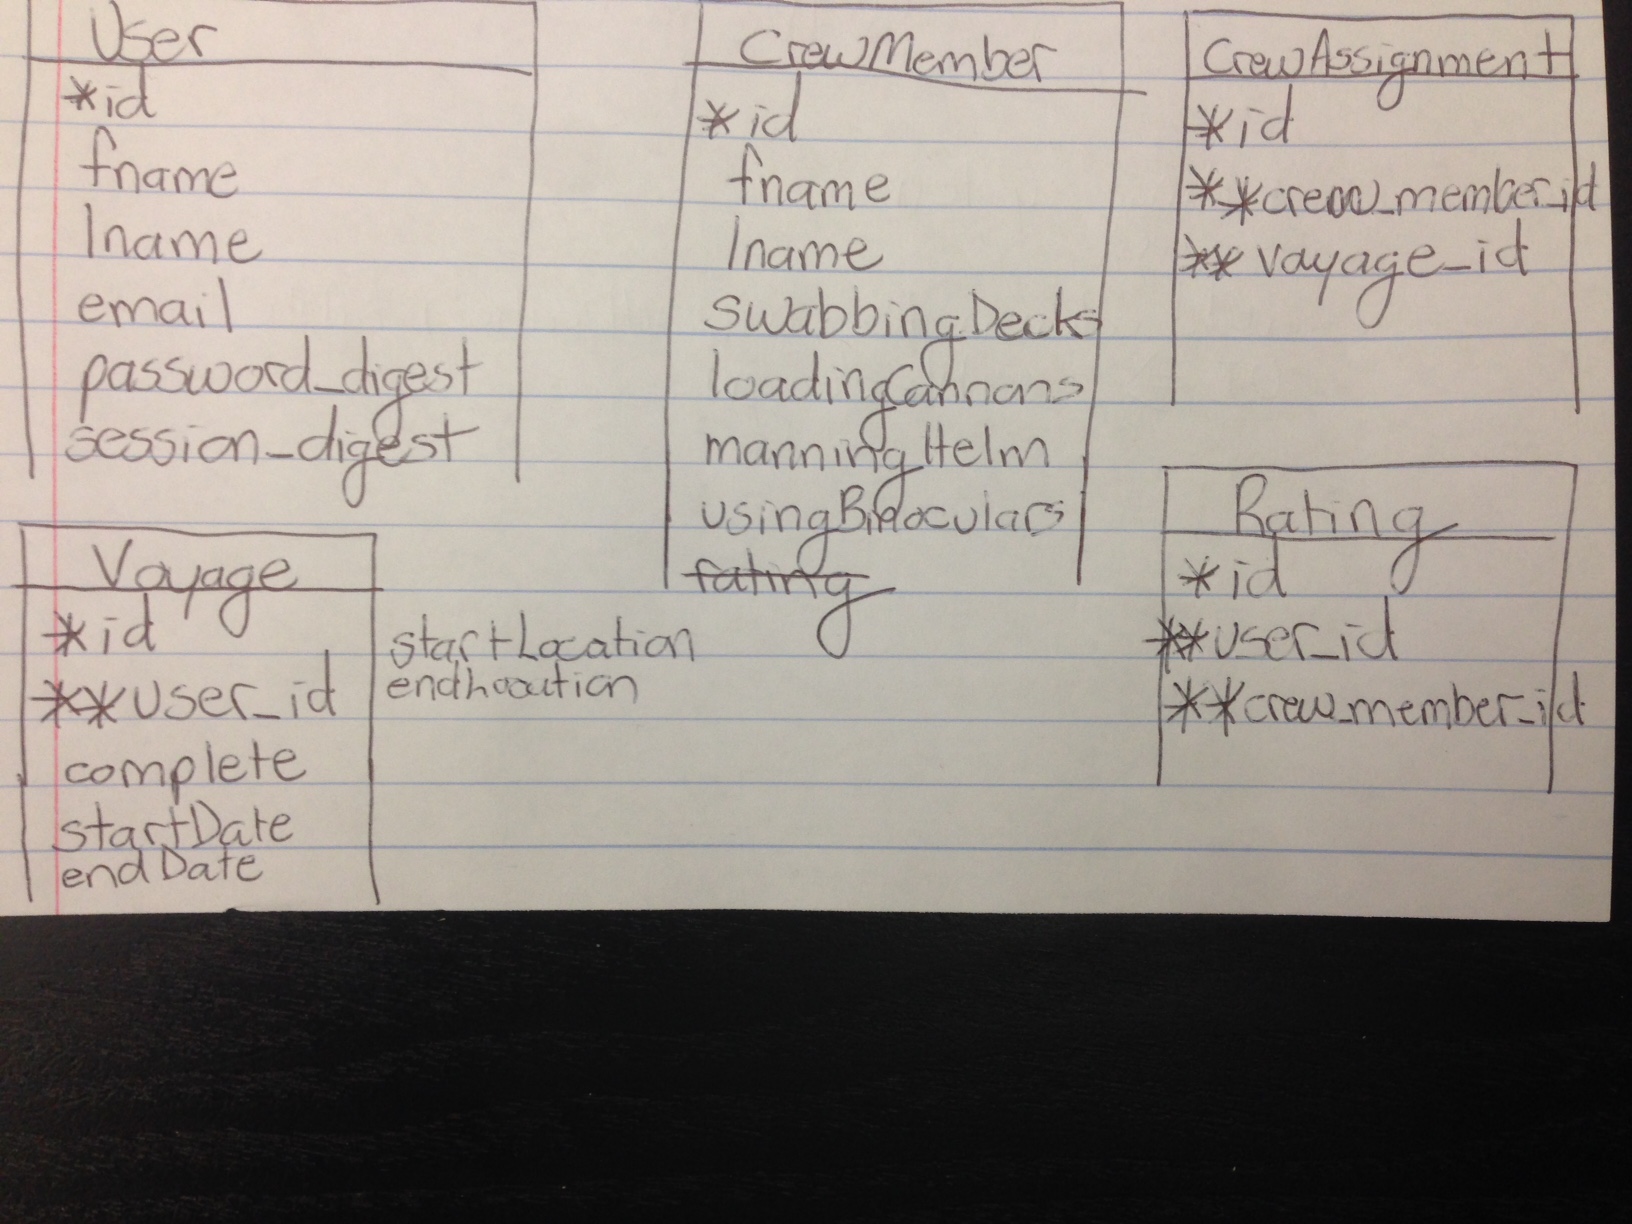 User
*id
fname
lname
email
password_digest
session_digest
CrewMember
*id
fname
lname
swabbingDecks
loadingCannons
manningHelm
usingBinoculars
rating
CrewAssignment
*id
**crew_member_id
**voyage_id
Voyage
*id
**user_id
complete
startDate
endDate
startLocation
endLocation
Rating
*id
**user_id
**crew_member_id